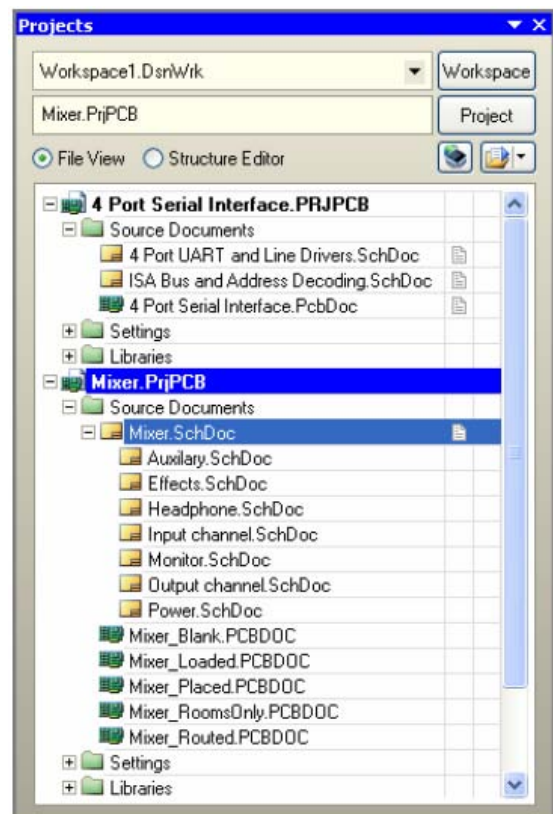 Projects
Workspace1.DsnWrk Workspace
Mixer.PrjPCB Project
File View Structure Editor
4 Port Serial Interface.PRJPCB
Source Documents
4 Port UART and Line Drivers.SchDoc
ISA Bus and Address Decoding.SchDoc
4 Port Serial Interface.PcbDoc
Settings
Libraries
Mixer.PrjPCB
Source Documents
Mixer.SchDoc
Auxilary.SchDoc
Effects.SchDoc
Headphone.SchDoc
Input channel.SchDoc
Monitor.SchDoc
Output channel.SchDoc
Power.SchDoc
Mixer_Blank.PCBDOC
Mixer_Loaded.PCBDOC
Mixer_Placed.PCBDOC
Mixer_RoomsOnly.PCBDOC
Mixer_Routed.PCBDOC
Settings
Libraries